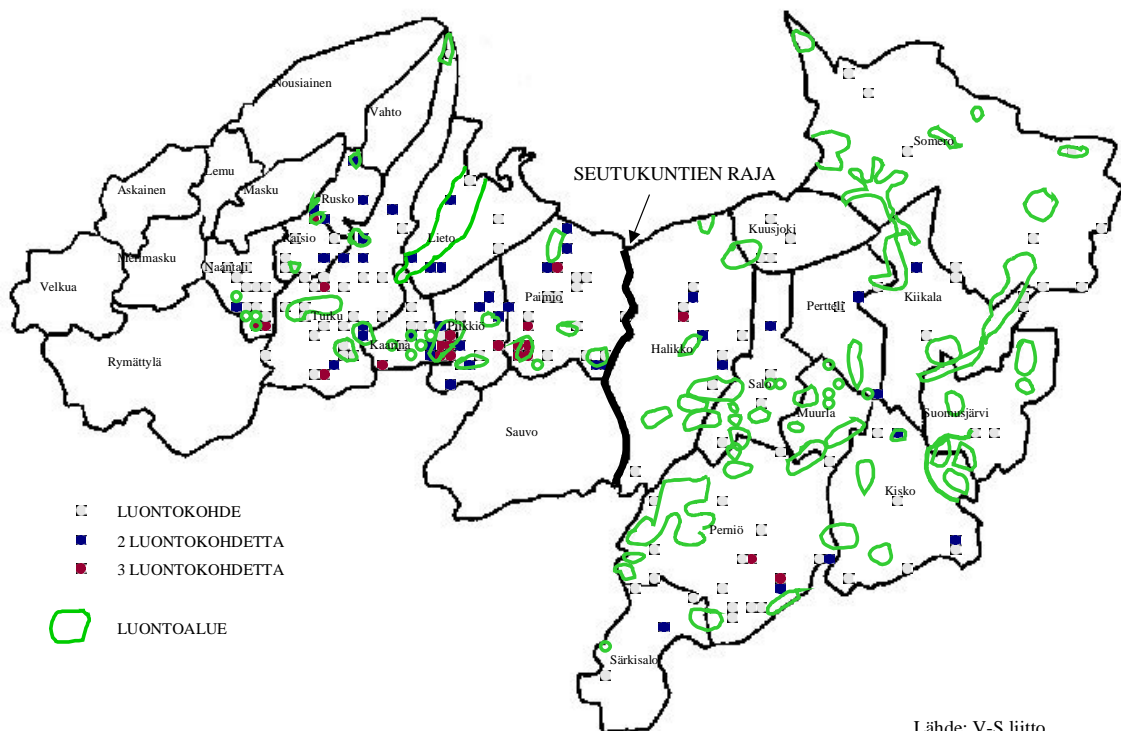 Nousiainen
Vahto
Somero
Lemu
SEUTUKUNTIEN RAJA
Askainen
Masku
Rusko
Kuusjoki
Raisio
Lieto
Merimasku
Naantali
Velkua
Paimio
Kiikala
Pertteli
Turku
Piikkiö
Kaarina
Halikko
Rymättylä
Salo
Muurla
Suomusjärvi
Sauvo
Kisko
LUONTOKOHDE
Perniö
2 LUONTOKOHDETTA
3 LUONTOKOHDETTA
LUONTOALUE
Särkisalo
Lähde: V-S liitto